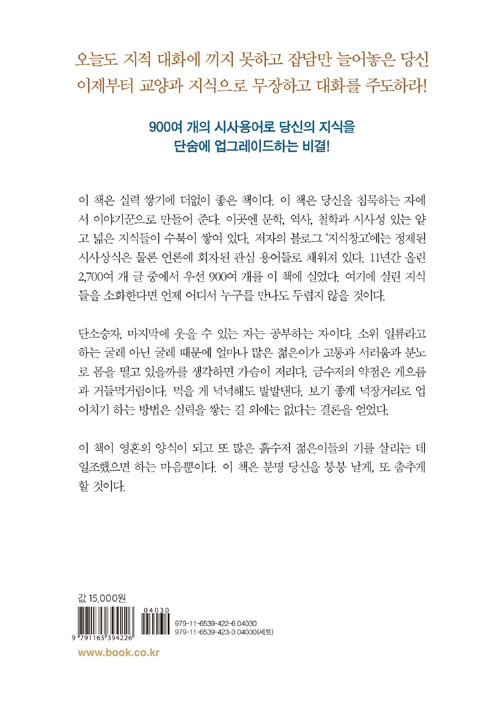 오늘도 지적 대화에 끼지 못하고 잡담만 늘어놓은 당신
이제부터 교양과 지식으로 무장하고 대화를 주도하라!
900여 개의 시사용어로 당신의 지식을
단숨에 업그레이드하는 비결!
이 책은 실력 쌓기에 더없이 좋은 책이다. 이 책은 당신을 침묵하는 자에
서 이야기꾼으로 만들어 준다. 이곳엔 문학, 역사, 철학과 시사성 있는 얕
고 넓은 지식들이 수북이 쌓여 있다. 저자의 블로그 '지식창고'에는 정제된
시사상식은 물론 언론에 회자된 관심 용어들로 채워져 있다. 11년간 올린
2,700여 개 글 중에서 우선 900여 개를 이 책에 실었다. 여기에 실린 지식
들을 소화한다면 언제 어디서 누구를 만나도 두렵지 않을 것이다.
단소승자, 마지막에 웃을 수 있는 자는 공부하는 자이다. 소위 일류라고
하는 굴레 아닌 굴레 때문에 얼마나 많은 젊은이가 고통과 서러움과 분노
로 몸을 떨고 있을까를 생각하면 가슴이 저리다. 금수저의 약점은 게으름
과 거들먹거림이다. 먹을 게 넉넉해도 발발댄다. 보기 좋게 넉장거리로 업
어치기 하는 방법은 실력을 쌓는 길 외에는 없다는 결론을 얻었다.
이 책이 영혼의 양식이 되고 또 많은 흙수저 젊은이들의 기를 살리는 데
일조했으면 하는 마음뿐이다. 이 책은 분명 당신을 붕붕 날게, 또 춤추게
할 것이다.
값 15,000원
04030
9 791165 394226
979-11-6539-422-6 04030
979-11-6539-423-3 04030(세트)
www.book.co.kr